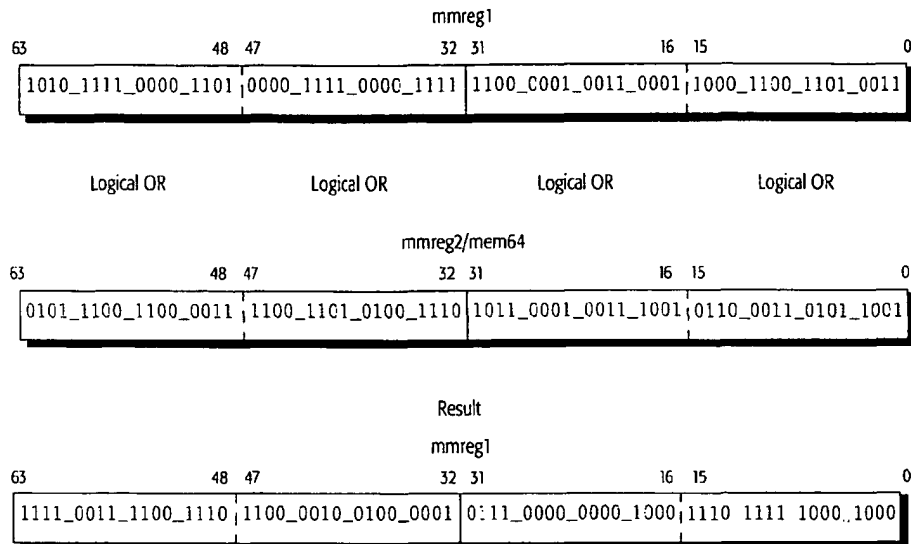 mmreg1
63 48 47 32 31 16 15 0
1010_1111_0000_1101 0000_1111_0000_1111 1100_0001_0011_0001 1000_1100_1101_0011
Logical OR Logical OR Logical OR Logical OR
mmreg2/mem64
63 48 47 32 31 16 15 0
0101_1100_1100_0011 1100_1101_0100_1110 1011_0001_0011_1001 0110_0011_0101_1001
Result
mmreg1
63 48 47 32 31 16 15 0
1111_0011_1100_1110 1100_0010_0100_0001 0111_0000_0000_1000 1110 1111 1000_1000